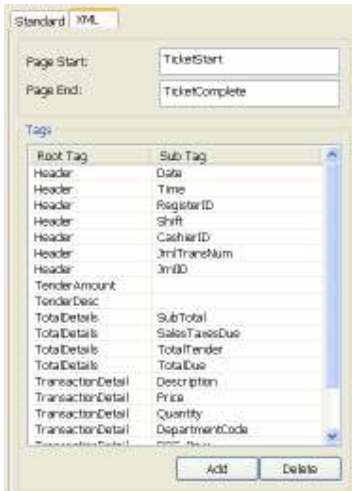 Standard XML
Page Start: TicketStart
Page End: TicketComplete
Tags
Root Tag Sub Tag
Header Date
Header Time
Header RegisterID
Header Shift
Header CashierID
Header JrnlTransNum
Header JrnlID
TenderAmount
TenderDesc
TotalDetails SubTotal
TotalDetails SalesTaxesDue
TotalDetails TotalTender
TotalDetails TotalDue
TransactionDetail Description
TransactionDetail Price
TransactionDetail Quantity
TransactionDetail DepartmentCode
Add Delete